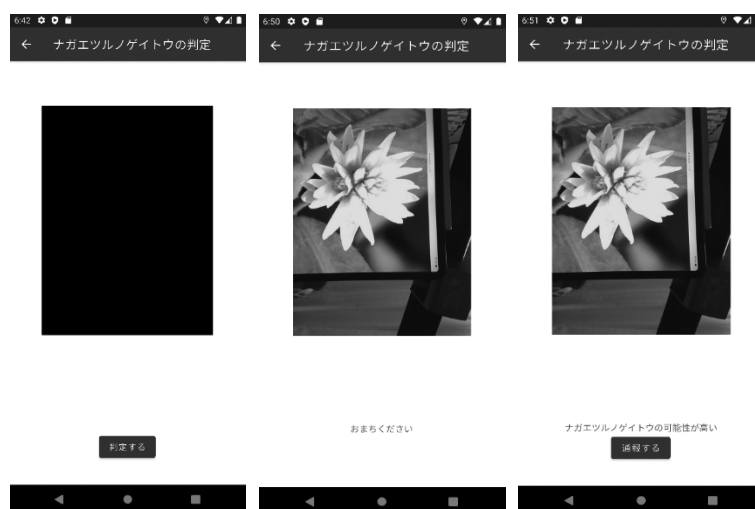 6:42
ナガエツルノゲイトウの判定
判定する
6:50
ナガエツルノゲイトウの判定
おまちください
6:51
ナガエツルノゲイトウの判定
ナガエツルノゲイトウの可能性が高い
通報する